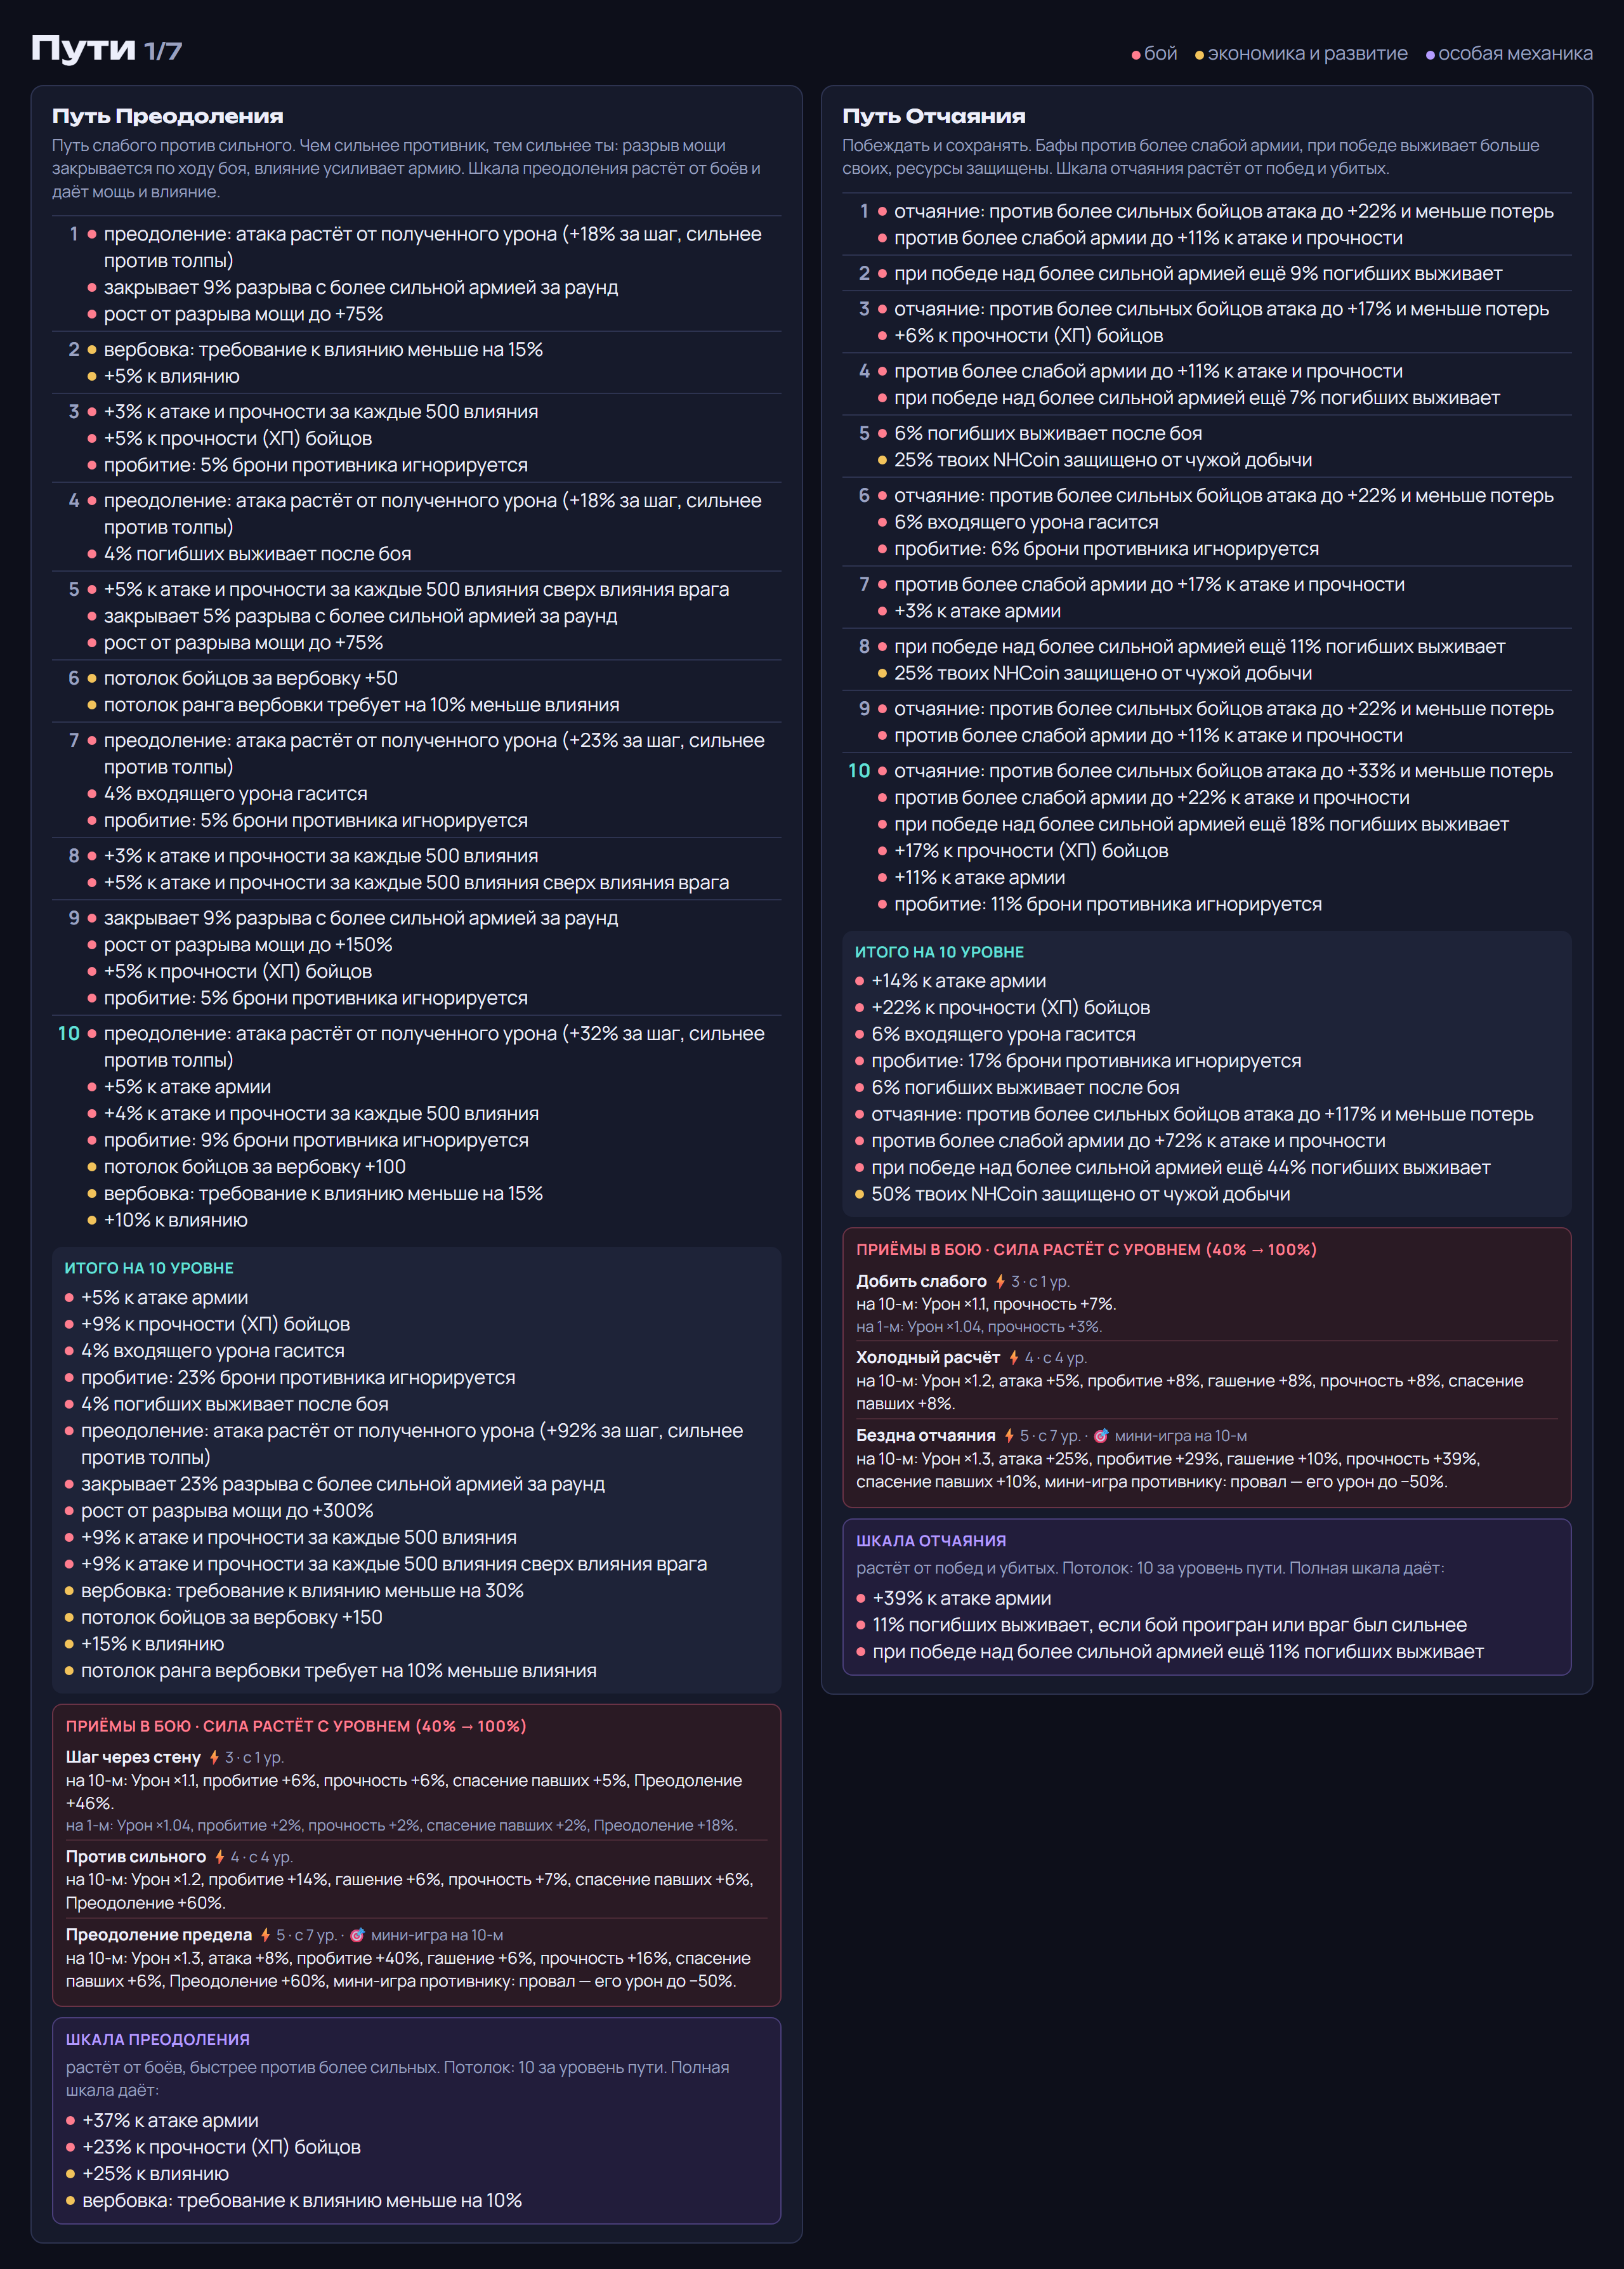 Пути 1/7
бой экономика и развитие особая механика
Путь Преодоления
Путь слабого против сильного. Чем сильнее противник, тем сильнее ты: разрыв мощи
закрывается по ходу боя, влияние усиливает армию. Шкала преодоления растёт от боёв и
даёт мощь и влияние.
1 преодоление: атака растёт от полученного урона (+18% за шаг, сильнее
против толпы)
закрывает 9% разрыва с более сильной армией за раунд
рост от разрыва мощи до +75%
2 вербовка: требование к влиянию меньше на 15%
+5% к влиянию
3 +3% к атаке и прочности за каждые 500 влияния
+5% к прочности (ХП) бойцов
пробитие: 5% брони противника игнорируется
4 преодоление: атака растёт от полученного урона (+18% за шаг, сильнее
против толпы)
4% погибших выживает после боя
5 +5% к атаке и прочности за каждые 500 влияния сверх влияния врага
закрывает 5% разрыва с более сильной армией за раунд
рост от разрыва мощи до +75%
6 потолок бойцов за вербовку +50
потолок ранга вербовки требует на 10% меньше влияния
7 преодоление: атака растёт от полученного урона (+23% за шаг, сильнее
против толпы)
4% входящего урона гасится
пробитие: 5% брони противника игнорируется
8 +3% к атаке и прочности за каждые 500 влияния
+5% к атаке и прочности за каждые 500 влияния сверх влияния врага
9 закрывает 9% разрыва с более сильной армией за раунд
рост от разрыва мощи до +150%
+5% к прочности (ХП) бойцов
пробитие: 5% брони противника игнорируется
10 преодоление: атака растёт от полученного урона (+32% за шаг, сильнее
против толпы)
+5% к атаке армии
+4% к атаке и прочности за каждые 500 влияния
пробитие: 9% брони противника игнорируется
потолок бойцов за вербовку +100
вербовка: требование к влиянию меньше на 15%
+10% к влиянию
ИТОГО НА 10 УРОВНЕ
+5% к атаке армии
+9% к прочности (ХП) бойцов
4% входящего урона гасится
пробитие: 23% брони противника игнорируется
4% погибших выживает после боя
преодоление: атака растёт от полученного урона (+92% за шаг, сильнее
против толпы)
закрывает 23% разрыва с более сильной армией за раунд
рост от разрыва мощи до +300%
+9% к атаке и прочности за каждые 500 влияния
+9% к атаке и прочности за каждые 500 влияния сверх влияния врага
вербовка: требование к влиянию меньше на 30%
потолок бойцов за вербовку +150
+15% к влиянию
потолок ранга вербовки требует на 10% меньше влияния
ПРИЁМЫ В БОЮ · СИЛА РАСТЁТ С УРОВНЕМ (40% → 100%)
Шаг через стену ⚡ 3 · с 1 ур.
на 10-м: Урон ×1.1, пробитие +6%, прочность +6%, спасение павших +5%, Преодоление
+46%.
на 1-м: Урон ×1.04, пробитие +2%, прочность +2%, спасение павших +2%, Преодоление +18%.
Против сильного ⚡ 4 · с 4 ур.
на 10-м: Урон ×1.2, пробитие +14%, гашение +6%, прочность +7%, спасение павших +6%,
Преодоление +60%.
Преодоление предела ⚡ 5 · с 7 ур. · 🎯 мини-игра на 10-м
на 10-м: Урон ×1.3, атака +8%, пробитие +40%, гашение +6%, прочность +16%, спасение
павших +6%, Преодоление +60%, мини-игра противнику: провал — его урон до −50%.
ШКАЛА ПРЕОДОЛЕНИЯ
растёт от боёв, быстрее против более сильных. Потолок: 10 за уровень пути. Полная
шкала даёт:
+37% к атаке армии
+23% к прочности (ХП) бойцов
+25% к влиянию
вербовка: требование к влиянию меньше на 10%
Путь Отчаяния
Побеждать и сохранять. Бафы против более слабой армии, при победе выживает больше
своих, ресурсы защищены. Шкала отчаяния растёт от побед и убитых.
1 отчаяние: против более сильных бойцов атака до +22% и меньше потерь
против более слабой армии до +11% к атаке и прочности
2 при победе над более сильной армией ещё 9% погибших выживает
3 отчаяние: против более сильных бойцов атака до +17% и меньше потерь
+6% к прочности (ХП) бойцов
4 против более слабой армии до +11% к атаке и прочности
при победе над более сильной армией ещё 7% погибших выживает
5 6% погибших выживает после боя
25% твоих NHCoin защищено от чужой добычи
6 отчаяние: против более сильных бойцов атака до +22% и меньше потерь
6% входящего урона гасится
пробитие: 6% брони противника игнорируется
7 против более слабой армии до +17% к атаке и прочности
+3% к атаке армии
8 при победе над более сильной армией ещё 11% погибших выживает
25% твоих NHCoin защищено от чужой добычи
9 отчаяние: против более сильных бойцов атака до +22% и меньше потерь
против более слабой армии до +11% к атаке и прочности
10 отчаяние: против более сильных бойцов атака до +33% и меньше потерь
против более слабой армии до +22% к атаке и прочности
при победе над более сильной армией ещё 18% погибших выживает
+17% к прочности (ХП) бойцов
+11% к атаке армии
пробитие: 11% брони противника игнорируется
ИТОГО НА 10 УРОВНЕ
+14% к атаке армии
+22% к прочности (ХП) бойцов
6% входящего урона гасится
пробитие: 17% брони противника игнорируется
6% погибших выживает после боя
отчаяние: против более сильных бойцов атака до +117% и меньше потерь
против более слабой армии до +72% к атаке и прочности
при победе над более сильной армией ещё 44% погибших выживает
50% твоих NHCoin защищено от чужой добычи
ПРИЁМЫ В БОЮ · СИЛА РАСТЁТ С УРОВНЕМ (40% → 100%)
Добить слабого ⚡ 3 · с 1 ур.
на 10-м: Урон ×1.1, прочность +7%.
на 1-м: Урон ×1.04, прочность +3%.
Холодный расчёт ⚡ 4 · с 4 ур.
на 10-м: Урон ×1.2, атака +5%, пробитие +8%, гашение +8%, прочность +8%, спасение
павших +8%.
Бездна отчаяния ⚡ 5 · с 7 ур. · 🎯 мини-игра на 10-м
на 10-м: Урон ×1.3, атака +25%, пробитие +29%, гашение +10%, прочность +39%,
спасение павших +10%, мини-игра противнику: провал — его урон до −50%.
ШКАЛА ОТЧАЯНИЯ
растёт от побед и убитых. Потолок: 10 за уровень пути. Полная шкала даёт:
+39% к атаке армии
11% погибших выживает, если бой проигран или враг был сильнее
при победе над более сильной армией ещё 11% погибших выживает